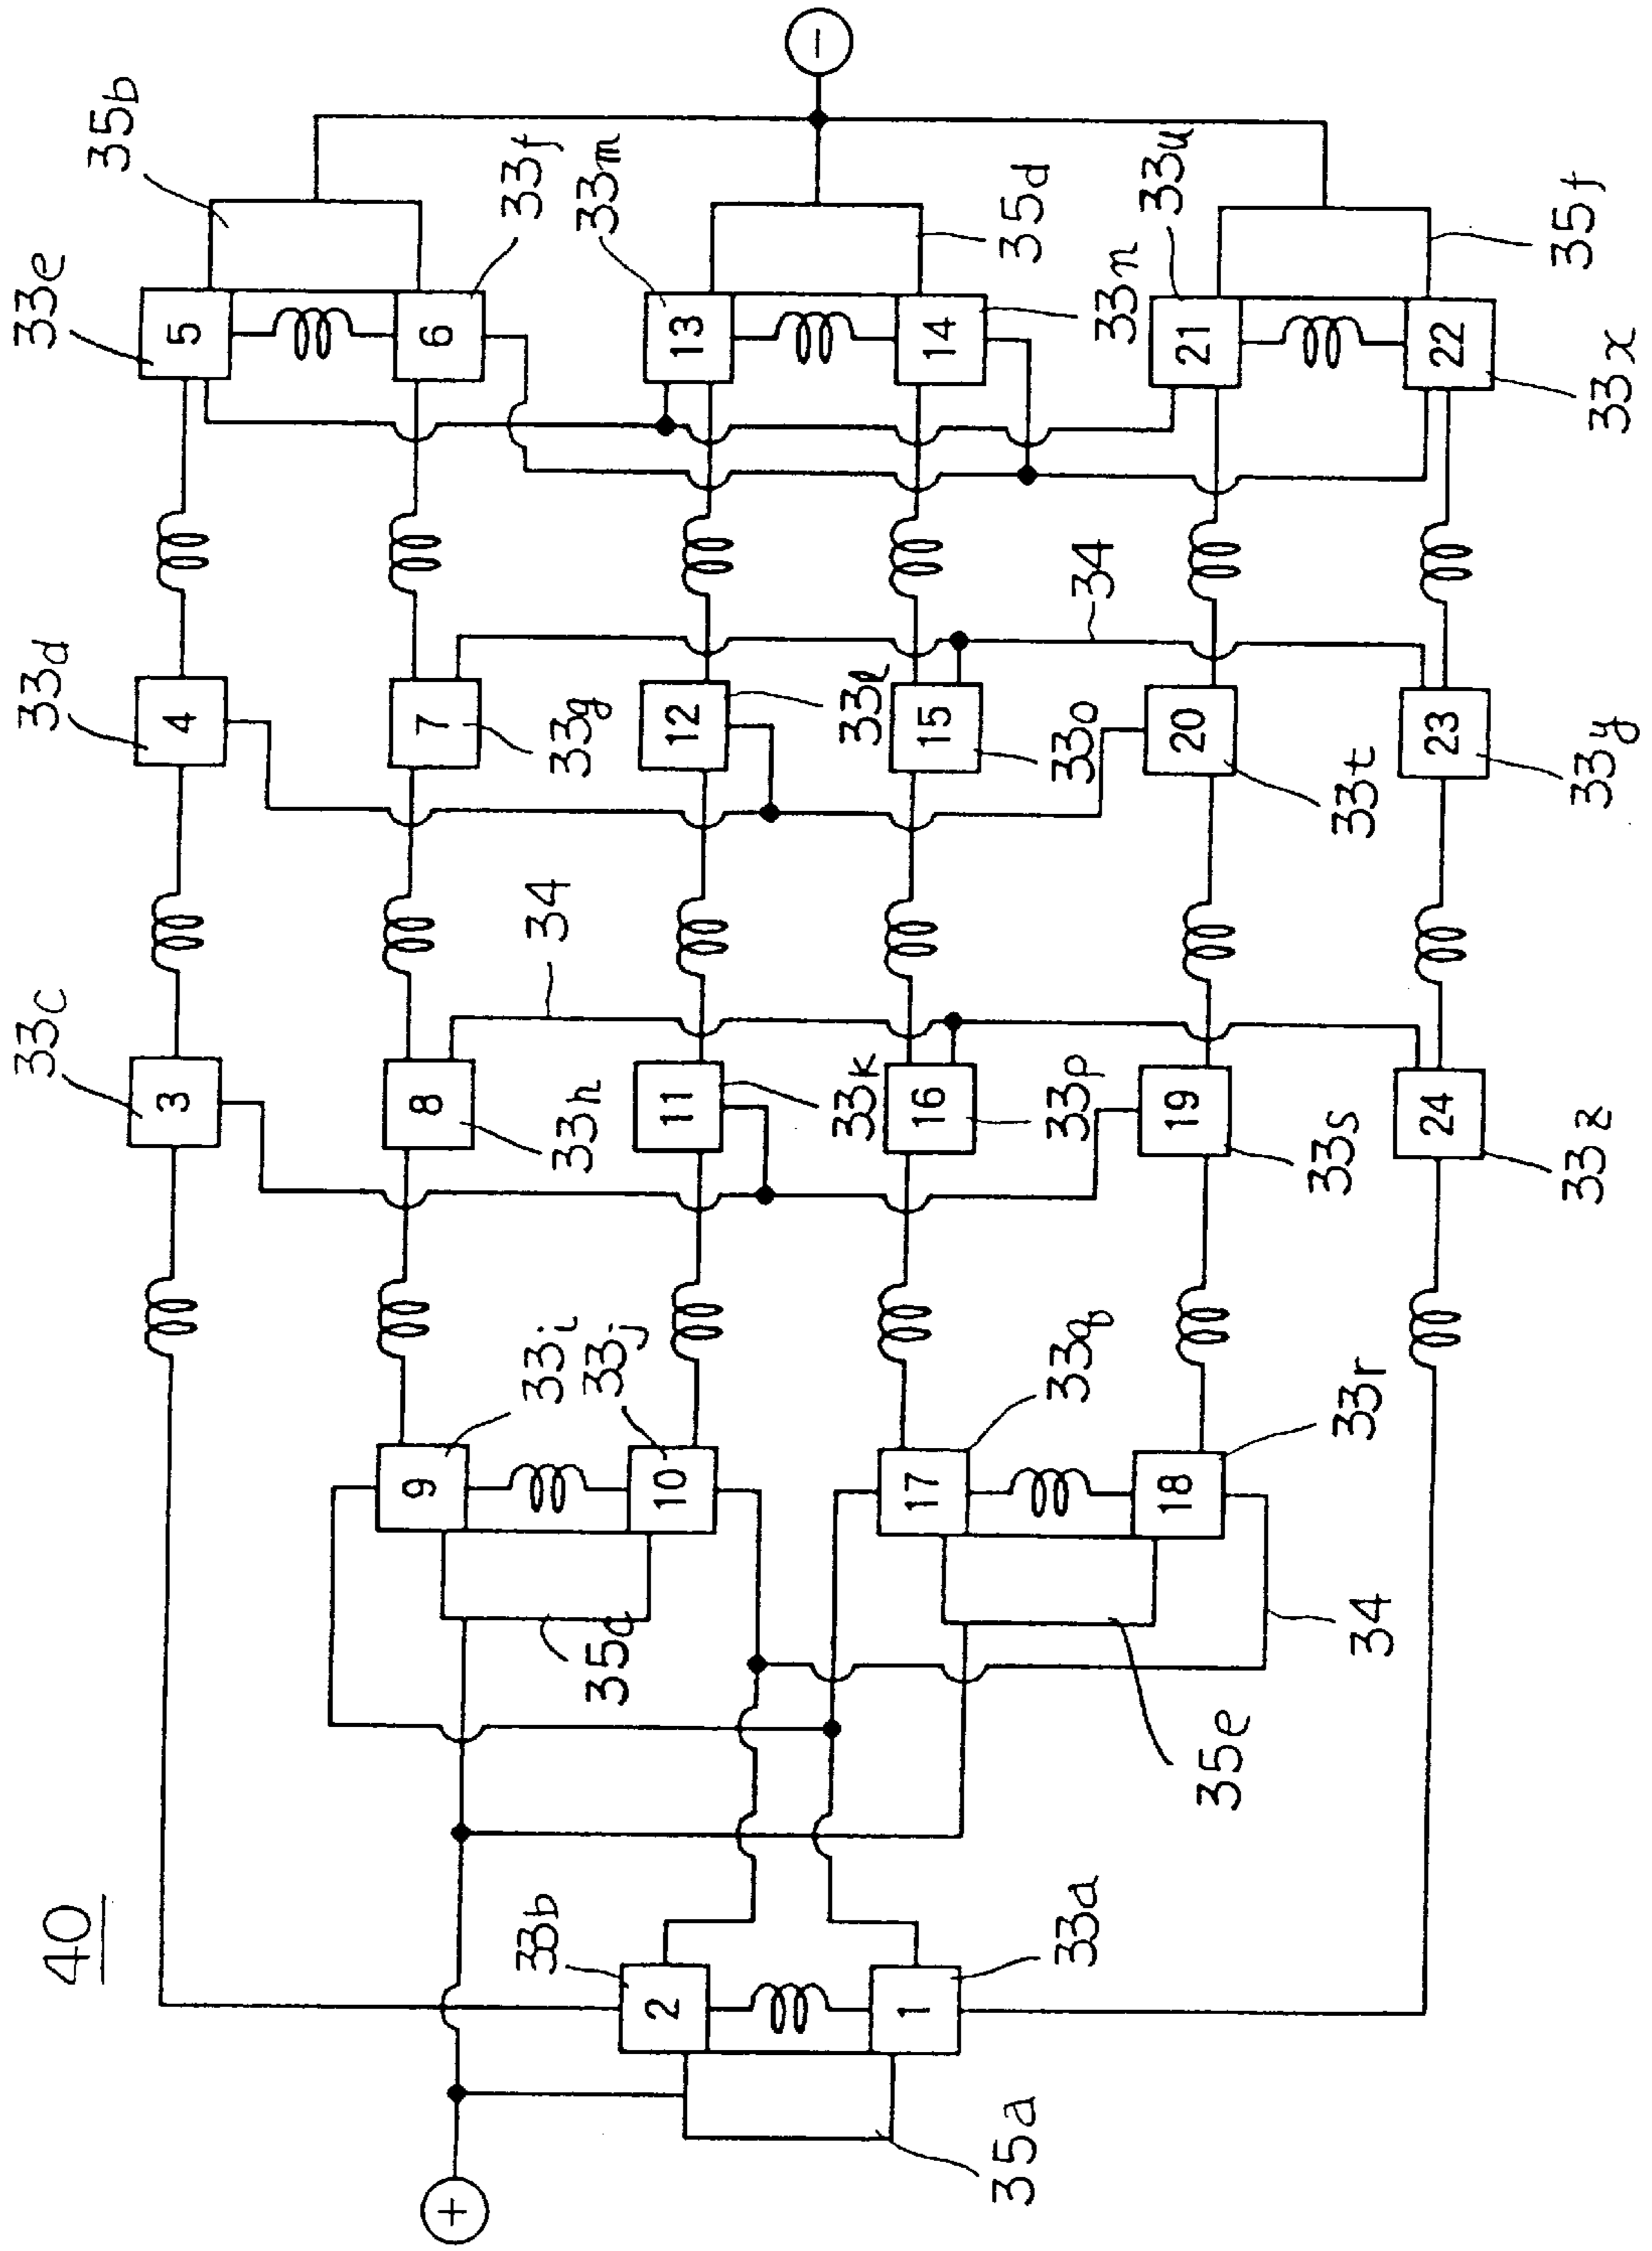 40
33c
33d
33e
35b
3
4
5
6
33f
8
33h
34
7
33g
33m
9
33i
33j
10
11
33k
12
33l
13
35d
14
33n
2
33b
35c
16
33p
15
33o
34
17
33q
1
33a
18
33r
19
33s
20
33t
21
33u
35a
35e
34
24
33z
23
33y
22
33x
35f
+
−